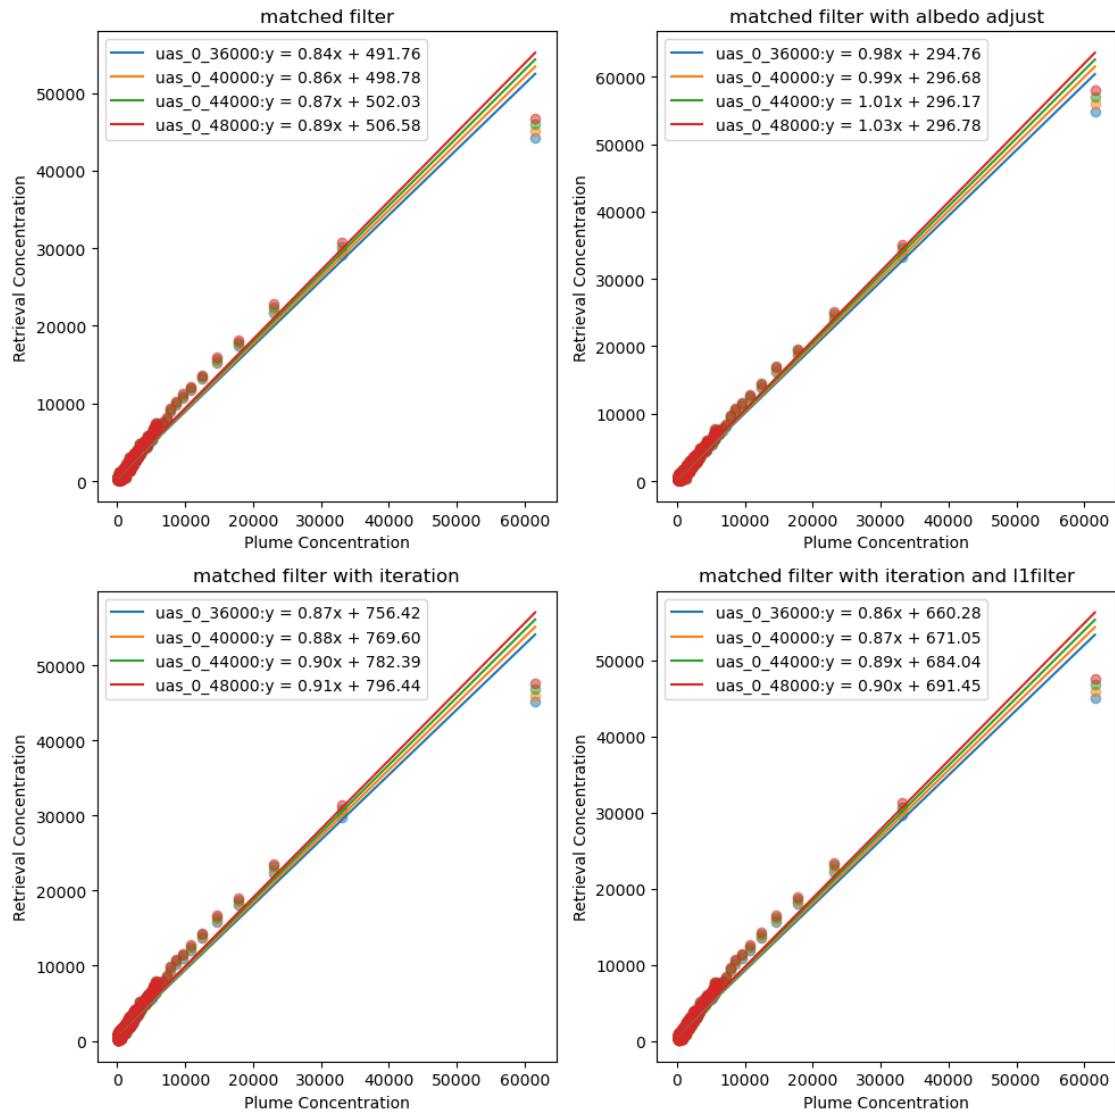 matched filter
uas_0_36000:y = 0.84x + 491.76
uas_0_40000:y = 0.86x + 498.78
uas_0_44000:y = 0.87x + 502.03
uas_0_48000:y = 0.89x + 506.58
50000
40000
30000
20000
10000
0
Retrieval Concentration
0 10000 20000 30000 40000 50000 60000
Plume Concentration
matched filter with albedo adjust
uas_0_36000:y = 0.98x + 294.76
uas_0_40000:y = 0.99x + 296.68
uas_0_44000:y = 1.01x + 296.17
uas_0_48000:y = 1.03x + 296.78
60000
50000
40000
30000
20000
10000
0
Retrieval Concentration
0 10000 20000 30000 40000 50000 60000
Plume Concentration
matched filter with iteration
uas_0_36000:y = 0.87x + 756.42
uas_0_40000:y = 0.88x + 769.60
uas_0_44000:y = 0.90x + 782.39
uas_0_48000:y = 0.91x + 796.44
50000
40000
30000
20000
10000
0
Retrieval Concentration
0 10000 20000 30000 40000 50000 60000
Plume Concentration
matched filter with iteration and l1filter
uas_0_36000:y = 0.86x + 660.28
uas_0_40000:y = 0.87x + 671.05
uas_0_44000:y = 0.89x + 684.04
uas_0_48000:y = 0.90x + 691.45
50000
40000
30000
20000
10000
0
Retrieval Concentration
0 10000 20000 30000 40000 50000 60000
Plume Concentration